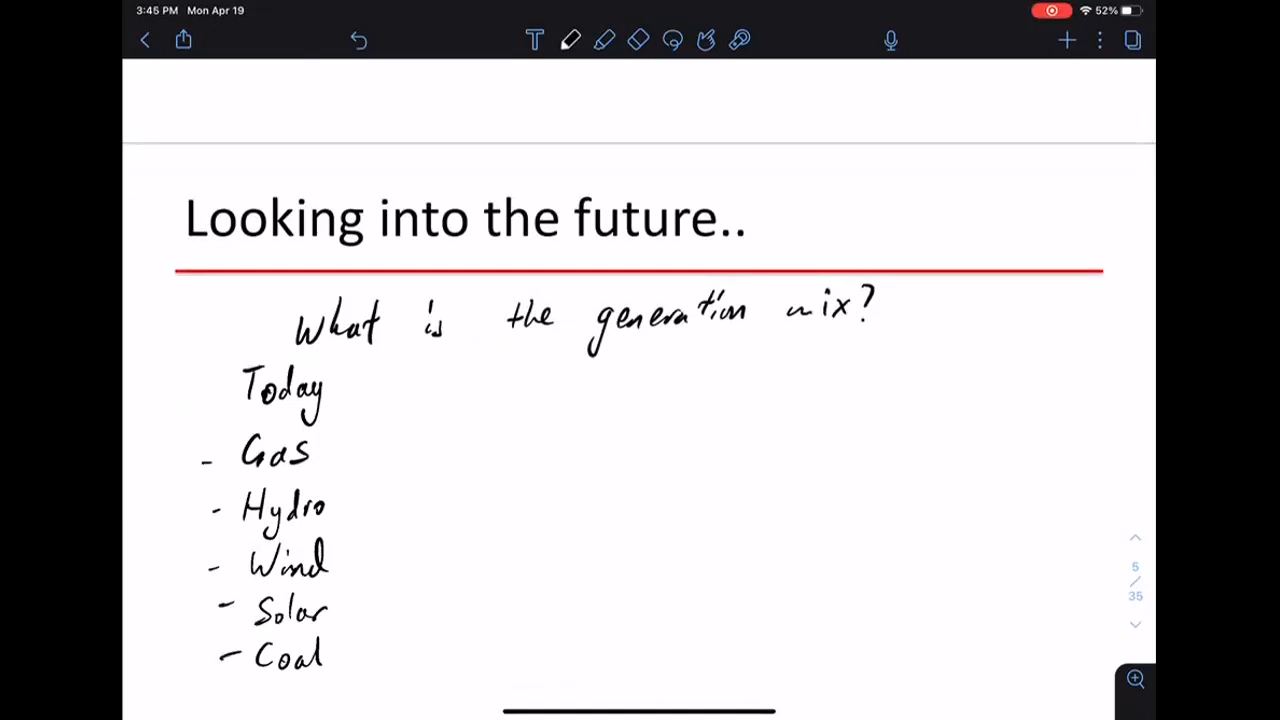 3:45 PM Mon Apr 19
52%
Looking into the future..
What is the generation mix?
Today
- Gas
- Hydro
- Wind
- Solar
- Coal
5
/
35